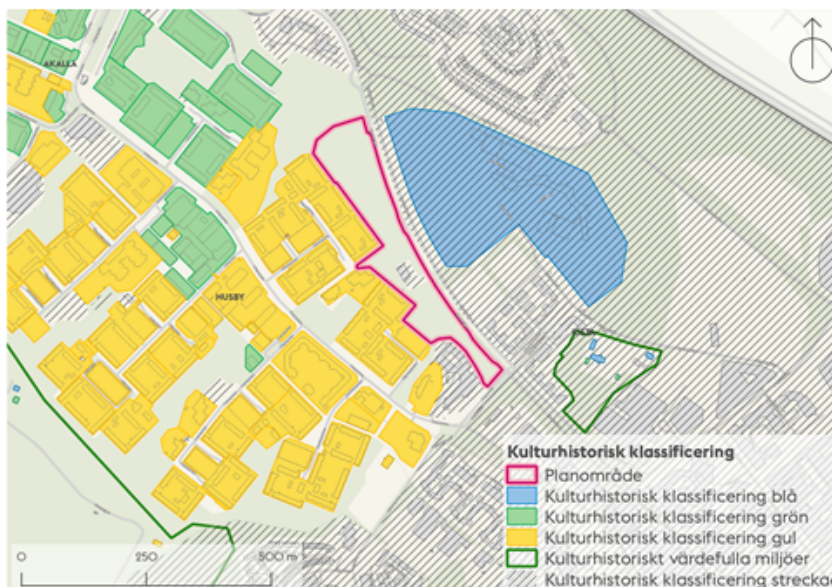 AKALLA
HUSBY
Kulturhistorisk klassificering
Planområde
Kulturhistorisk klassificering blå
Kulturhistorisk klassificering grön
Kulturhistorisk klassificering gul
Kulturhistoriskt värdefulla miljöer
Kulturhistorisk klassificering strecka
0 250 500 m